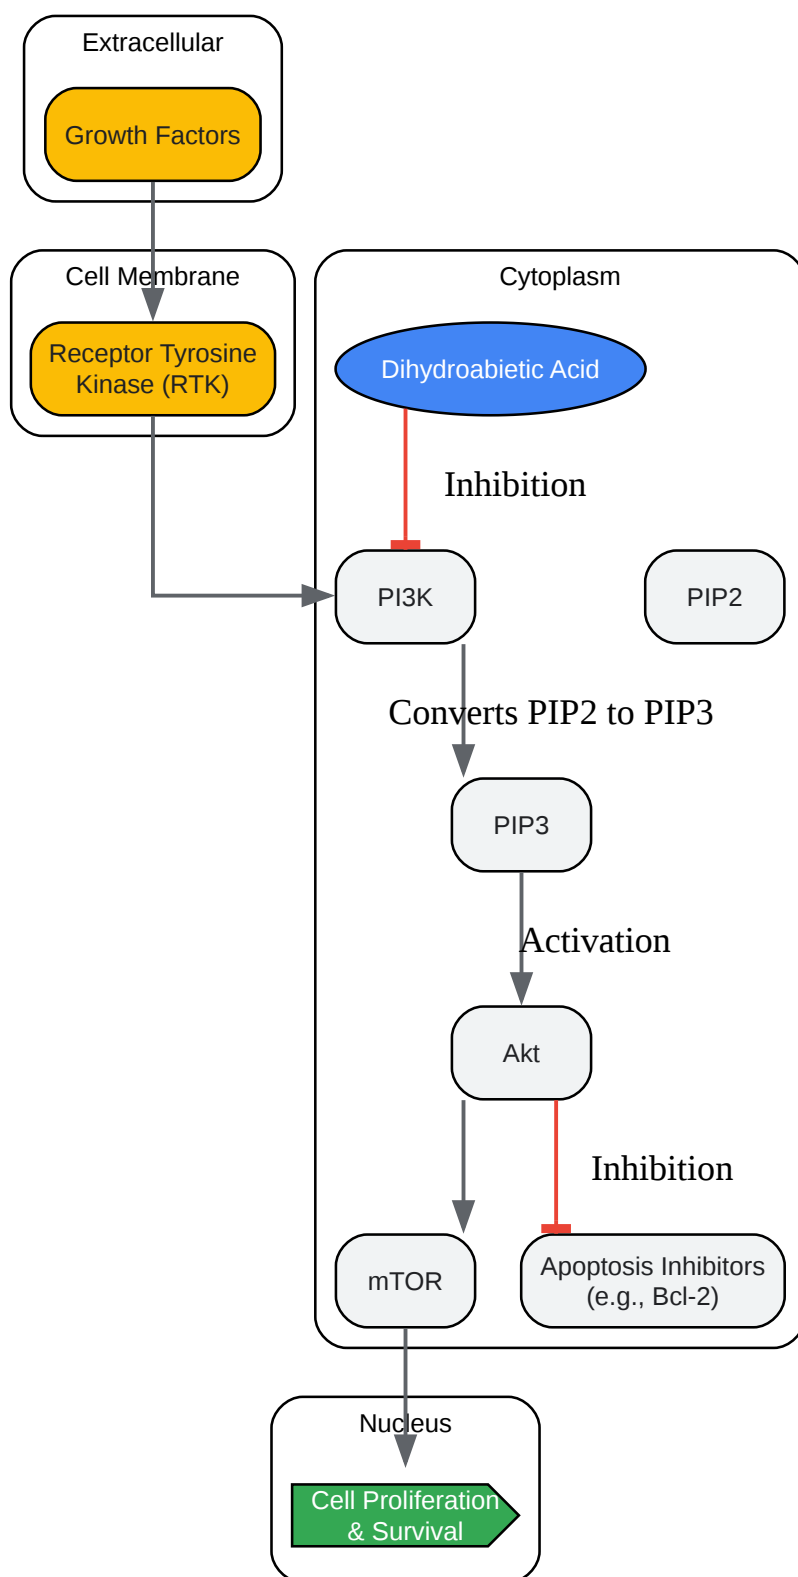 Extracellular
Growth Factors
Cell Membrane
Receptor Tyrosine
Kinase (RTK)
Cytoplasm
Dihydroabietic Acid
Inhibition
PI3K
PIP2
Converts PIP2 to PIP3
PIP3
Activation
Akt
Inhibition
mTOR
Apoptosis Inhibitors
(e.g., Bcl-2)
Nucleus
Cell Proliferation
& Survival